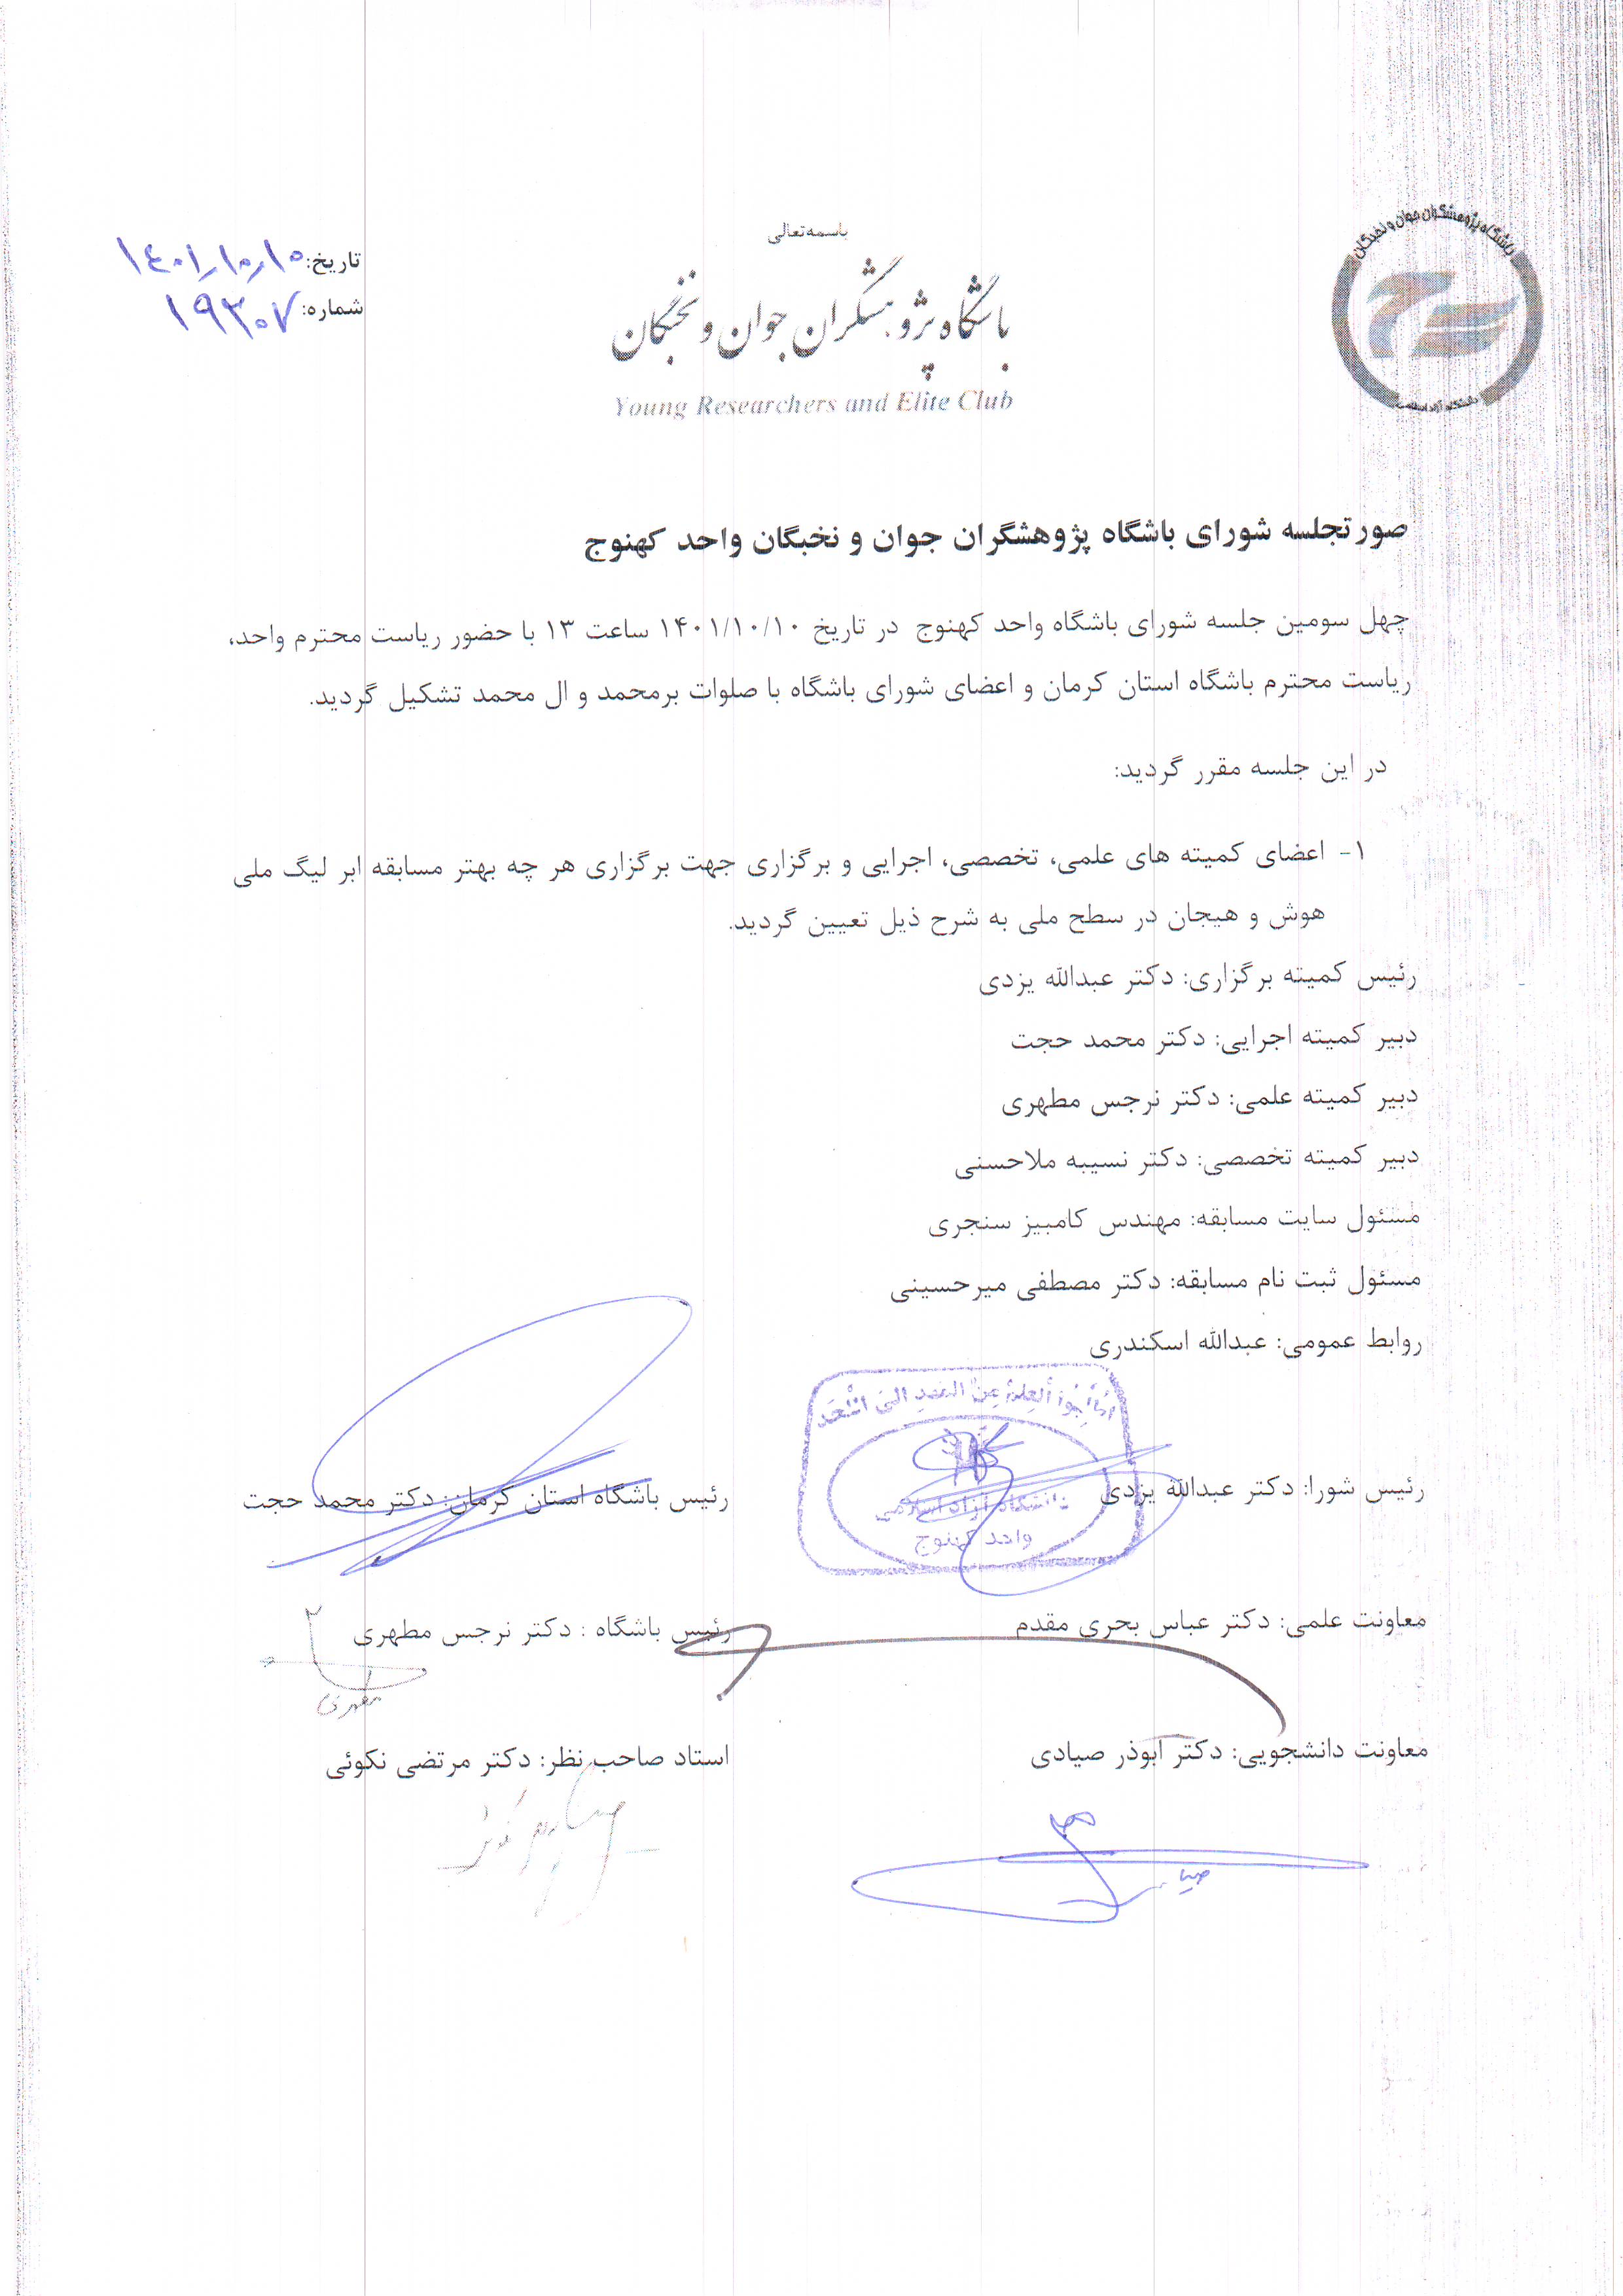 باسمه‌تعالی
باشگاه پژوهشگران جوان و نخبگان
Young Researchers and Elite Club
باشگاه پژوهشگران جوان و نخبگان
دانشگاه آزاد اسلامی
تاریخ: ۱۴۰۱/۱۰/۱۰
شماره: ۱۹۳۰۷
صورتجلسه شورای باشگاه پژوهشگران جوان و نخبگان واحد کهنوج
چهل سومین جلسه شورای باشگاه واحد کهنوج در تاریخ ۱۴۰۱/۱۰/۱۰ ساعت ۱۳ با حضور ریاست محترم واحد،
ریاست محترم باشگاه استان کرمان و اعضای شورای باشگاه با صلوات برمحمد و ال محمد تشکیل گردید.
در این جلسه مقرر گردید:
۱- اعضای کمیته های علمی، تخصصی، اجرایی و برگزاری جهت برگزاری هر چه بهتر مسابقه ابر لیگ ملی
هوش و هیجان در سطح ملی به شرح ذیل تعیین گردید.
رئیس کمیته برگزاری: دکتر عبدالله یزدی
دبیر کمیته اجرایی: دکتر محمد حجت
دبیر کمیته علمی: دکتر نرجس مطهری
دبیر کمیته تخصصی: دکتر نسیبه ملاحسنی
مسئول سایت مسابقه: مهندس کامبیز سنجری
مسئول ثبت نام مسابقه: دکتر مصطفی میرحسینی
روابط عمومی: عبدالله اسکندری
دانشگاه آزاد اسلامی
واحد کهنوج
رئیس شورا: دکتر عبدالله یزدی
رئیس باشگاه استان کرمان: دکتر محمد حجت
معاونت علمی: دکتر عباس بحری مقدم
رئیس باشگاه : دکتر نرجس مطهری
مطهری
معاونت دانشجویی: دکتر ابوذر صیادی
استاد صاحب نظر: دکتر مرتضی نکوئی